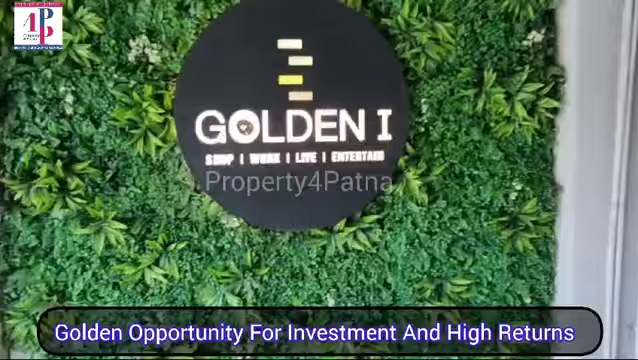 GOLDEN I
SHOP | WORK | LIVE | ENTERTAIN
Property4Patna
Golden Opportunity For Investment And High Returns